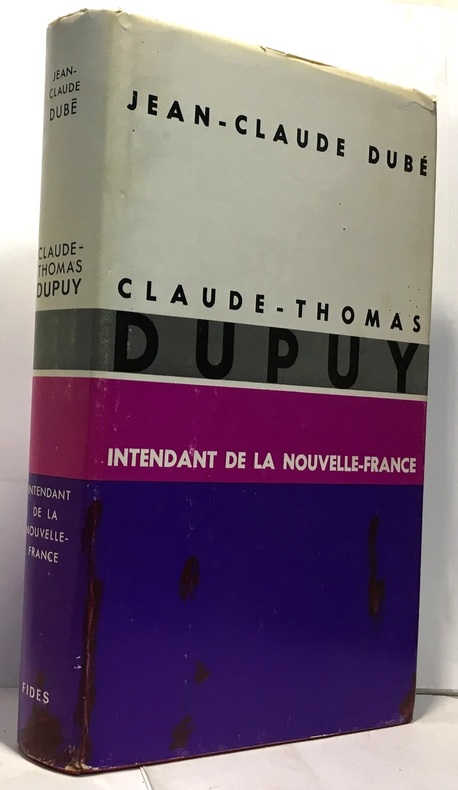 JEAN-
CLAUDE
DUBÉ
CLAUDE-
THOMAS
DUPUY
INTENDANT
DE LA
NOUVELLE-
FRANCE
FIDES
JEAN-CLAUDE DUBÉ
CLAUDE-THOMAS
DUPUY
INTENDANT DE LA NOUVELLE-FRANCE